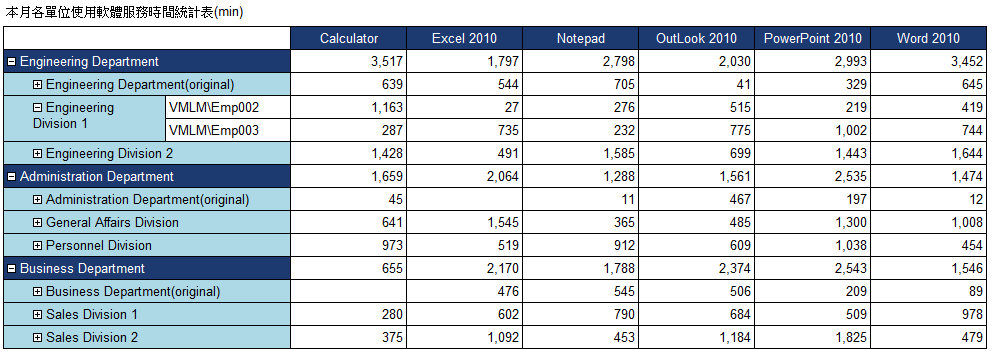 本月各單位使用軟體服務時間統計表(min)
Calculator Excel 2010 Notepad OutLook 2010 PowerPoint 2010 Word 2010
Engineering Department 3,517 1,797 2,798 2,030 2,993 3,452
Engineering Department(original) 639 544 705 41 329 645
Engineering Division 1 VMLM\Emp002 1,163 27 276 515 219 419
VMLM\Emp003 287 735 232 775 1,002 744
Engineering Division 2 1,428 491 1,585 699 1,443 1,644
Administration Department 1,659 2,064 1,288 1,561 2,535 1,474
Administration Department(original) 45 11 467 197 12
General Affairs Division 641 1,545 365 485 1,300 1,008
Personnel Division 973 519 912 609 1,038 454
Business Department 655 2,170 1,788 2,374 2,543 1,546
Business Department(original) 476 545 506 209 89
Sales Division 1 280 602 790 684 509 978
Sales Division 2 375 1,092 453 1,184 1,825 479